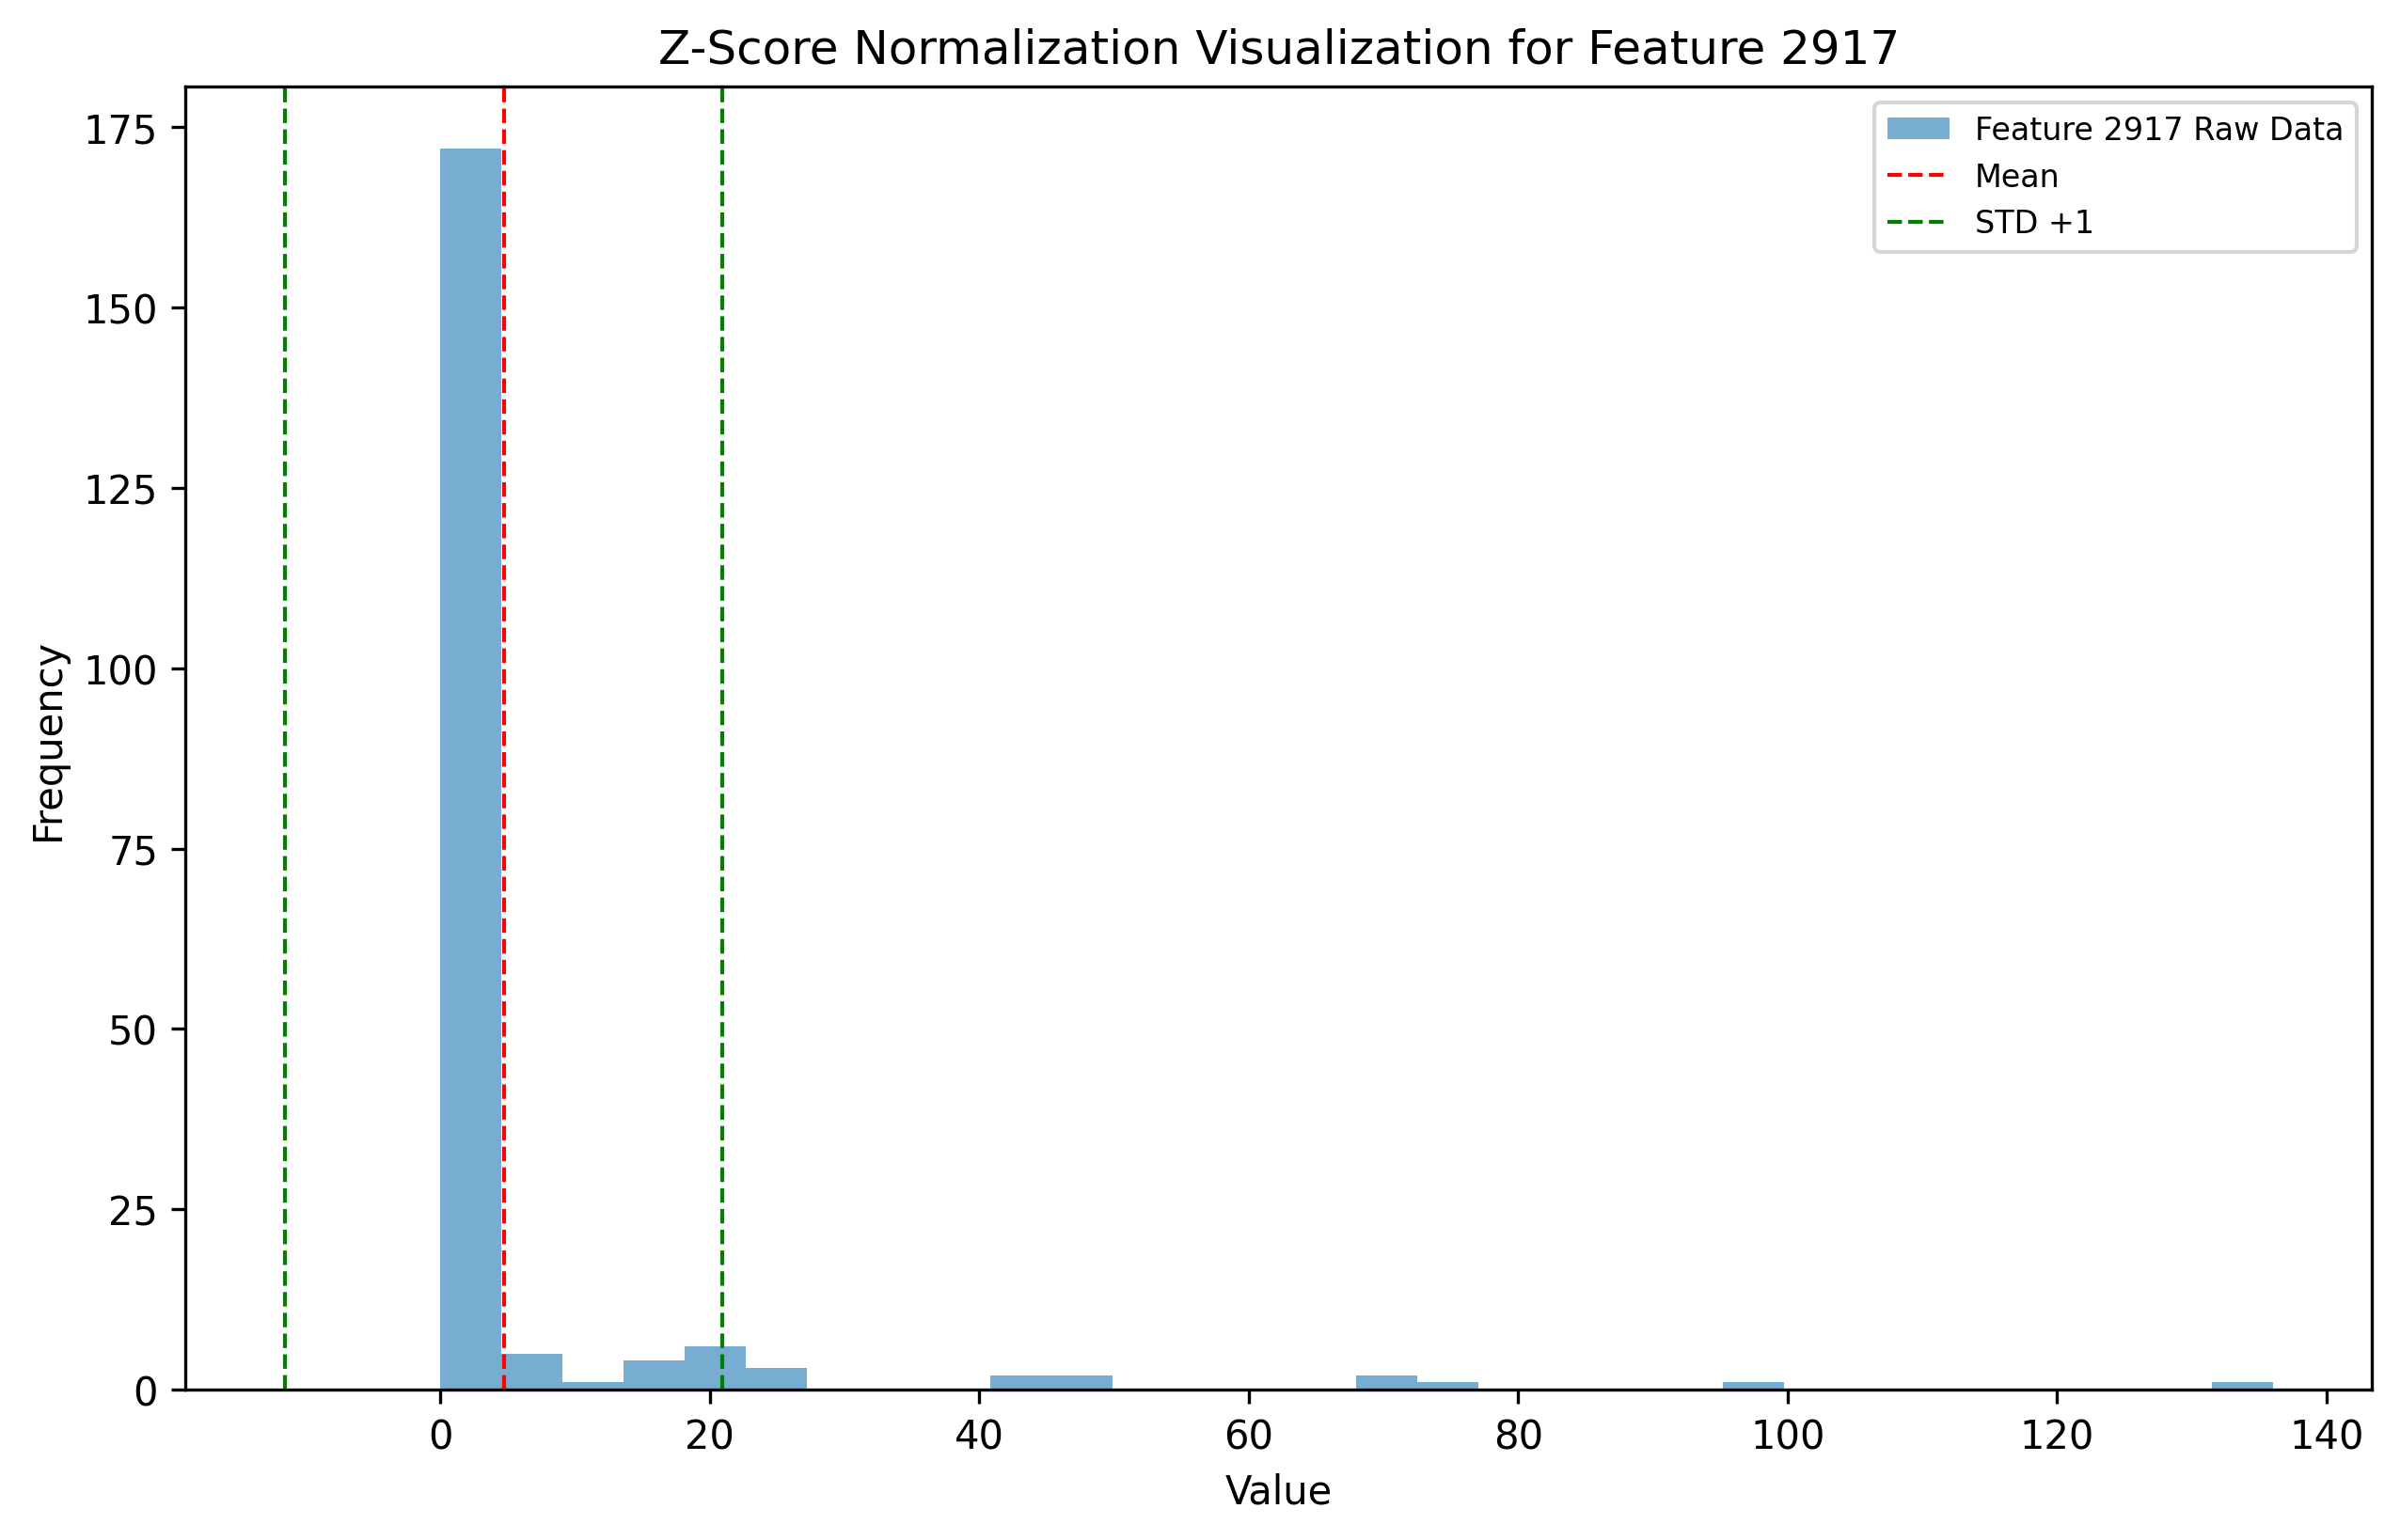 Z-Score Normalization Visualization for Feature 2917
Feature 2917 Raw Data
Mean
STD +1
175
150
125
100
75
50
25
0
Frequency
0 20 40 60 80 100 120 140
Value